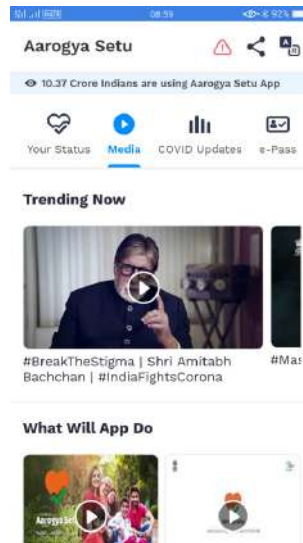 08:59
92%
Aarogya Setu
10.37 Crore Indians are using Aarogya Setu App
Your Status
Media
COVID Updates
e-Pass
Trending Now
#BreakTheStigma | Shri Amitabh
Bachchan | #IndiaFightsCorona
#Mas
What Will App Do
Aarogya Set